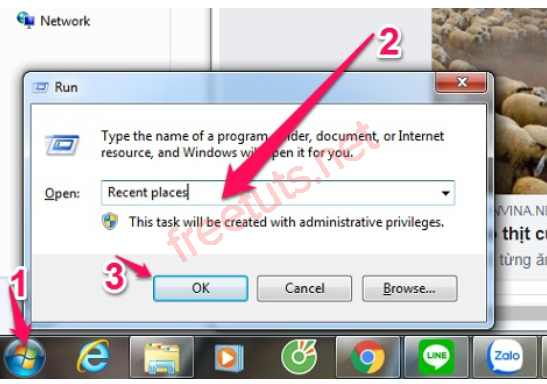 Network
2
Run
Type the name of a program, folder, document, or Internet
resource, and Windows will open it for you.
Open: Recent places
This task will be created with administrative privileges.
freetuts.net
3
OK Cancel Browse...
VINA.NE
thịt cu
từng ăn
1
LINE
Zalo